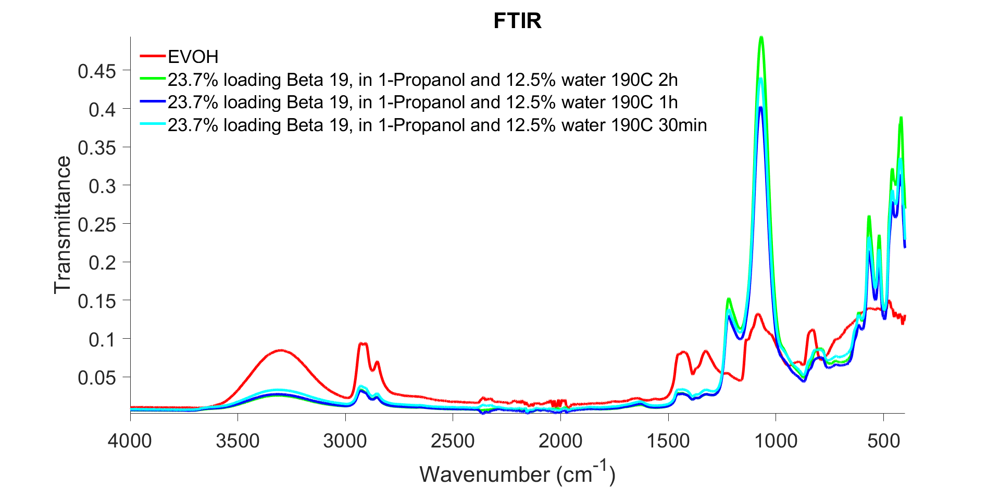 FTIR
EVOH
23.7% loading Beta 19, in 1-Propanol and 12.5% water 190C 2h
23.7% loading Beta 19, in 1-Propanol and 12.5% water 190C 1h
23.7% loading Beta 19, in 1-Propanol and 12.5% water 190C 30min
Transmittance
0.45
0.4
0.35
0.3
0.25
0.2
0.15
0.1
0.05
4000 3500 3000 2500 2000 1500 1000 500
Wavenumber (cm⁻¹)